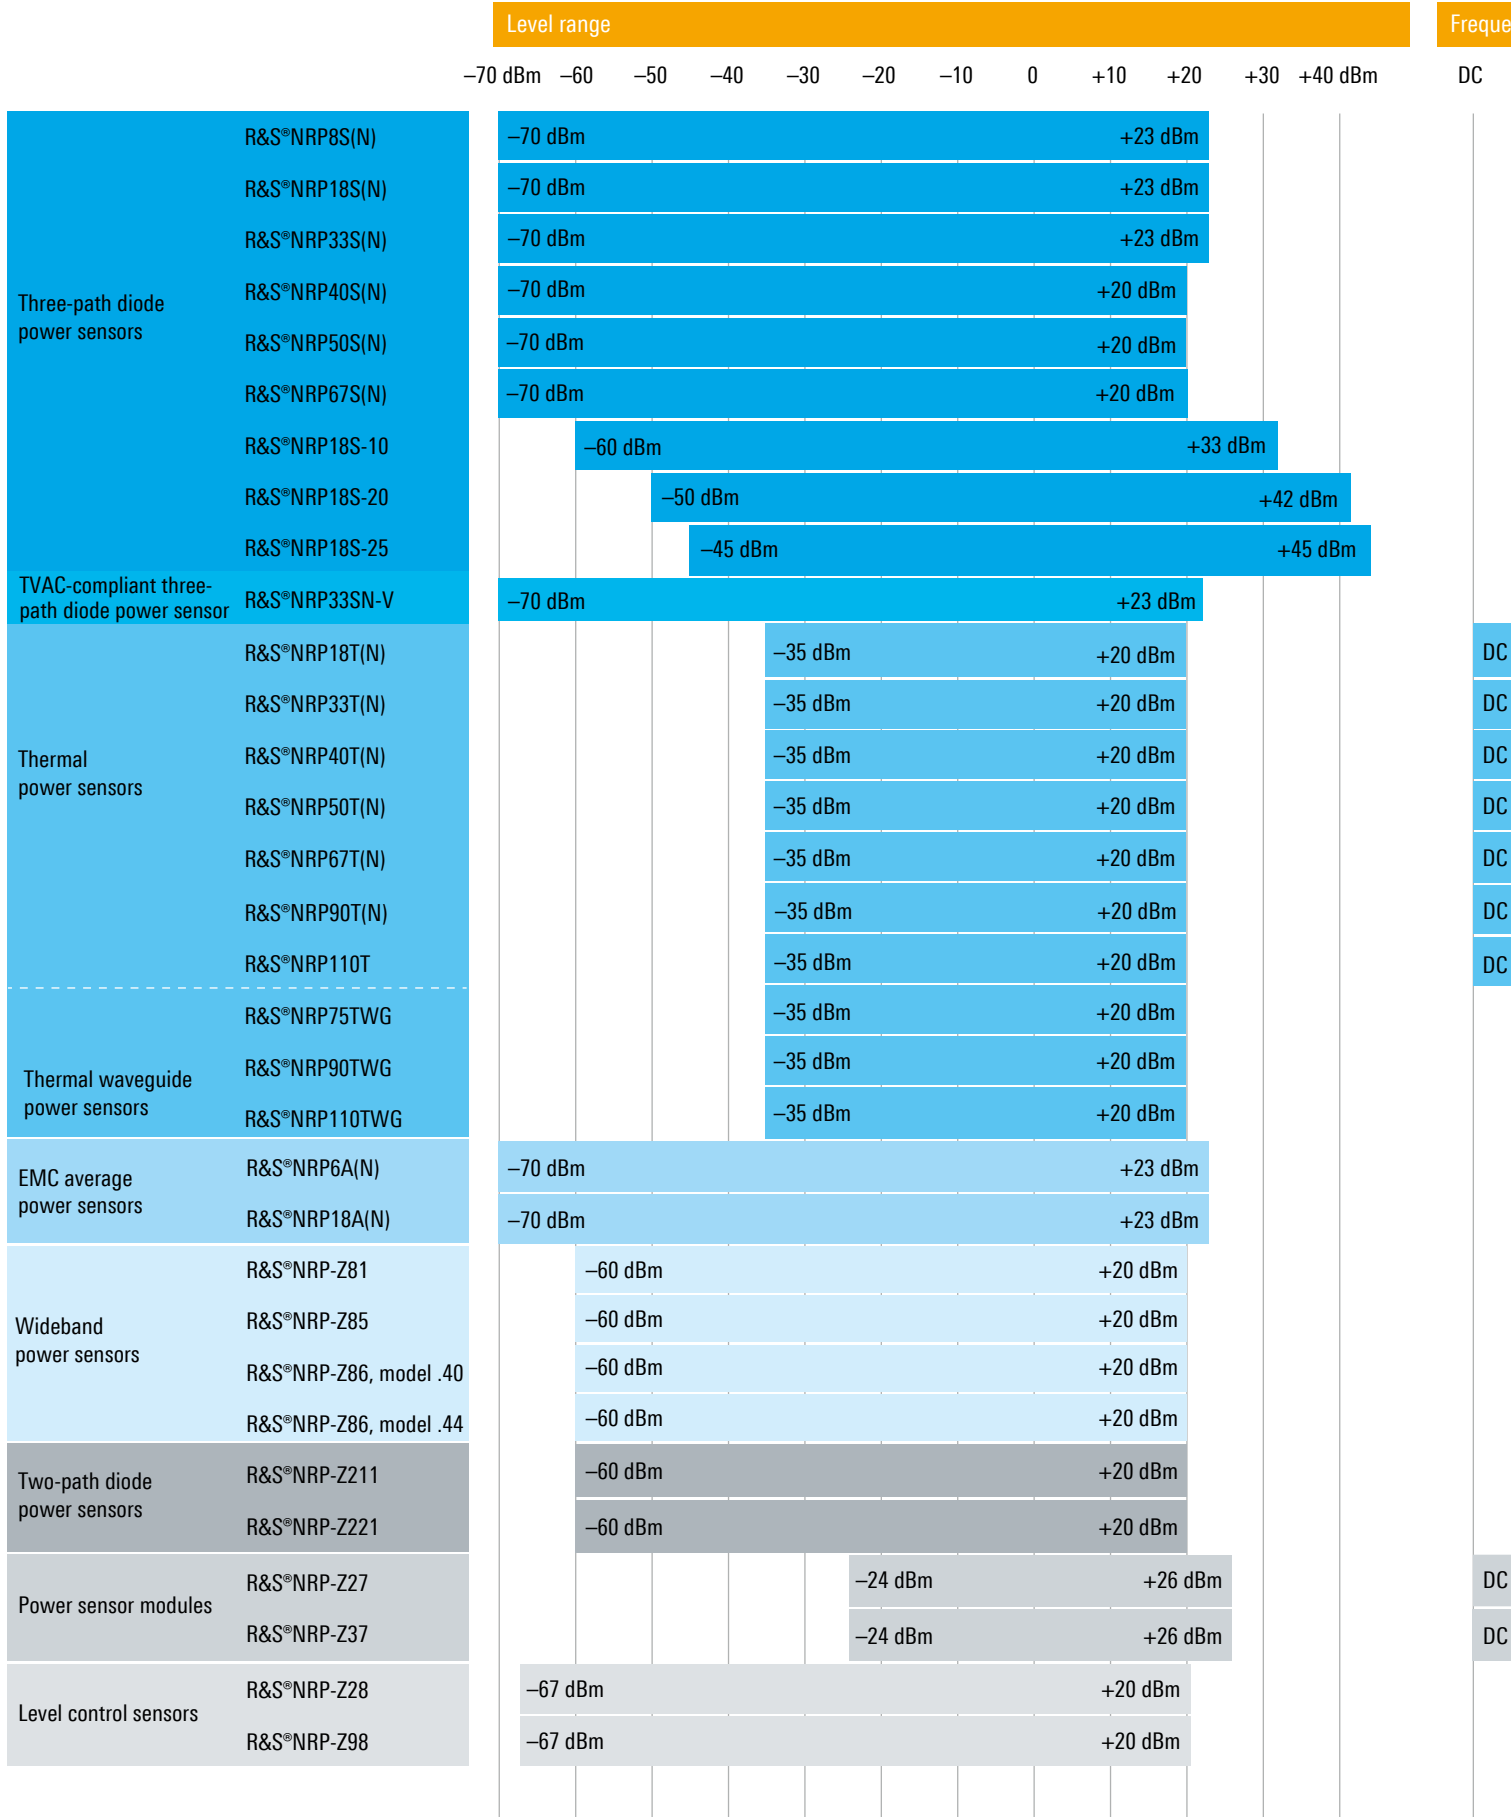 Level range
Freque
–70 dBm –60 –50 –40 –30 –20 –10 0 +10 +20 +30 +40 dBm DC
Three-path diode
power sensors
R&S®NRP8S(N) –70 dBm +23 dBm
R&S®NRP18S(N) –70 dBm +23 dBm
R&S®NRP33S(N) –70 dBm +23 dBm
R&S®NRP40S(N) –70 dBm +20 dBm
R&S®NRP50S(N) –70 dBm +20 dBm
R&S®NRP67S(N) –70 dBm +20 dBm
R&S®NRP18S-10 –60 dBm +33 dBm
R&S®NRP18S-20 –50 dBm +42 dBm
R&S®NRP18S-25 –45 dBm +45 dBm
TVAC-compliant three-
path diode power sensor
R&S®NRP33SN-V –70 dBm +23 dBm
Thermal
power sensors
R&S®NRP18T(N) –35 dBm +20 dBm DC
R&S®NRP33T(N) –35 dBm +20 dBm DC
R&S®NRP40T(N) –35 dBm +20 dBm DC
R&S®NRP50T(N) –35 dBm +20 dBm DC
R&S®NRP67T(N) –35 dBm +20 dBm DC
R&S®NRP90T(N) –35 dBm +20 dBm DC
R&S®NRP110T –35 dBm +20 dBm DC
Thermal waveguide
power sensors
R&S®NRP75TWG –35 dBm +20 dBm
R&S®NRP90TWG –35 dBm +20 dBm
R&S®NRP110TWG –35 dBm +20 dBm
EMC average
power sensors
R&S®NRP6A(N) –70 dBm +23 dBm
R&S®NRP18A(N) –70 dBm +23 dBm
Wideband
power sensors
R&S®NRP-Z81 –60 dBm +20 dBm
R&S®NRP-Z85 –60 dBm +20 dBm
R&S®NRP-Z86, model .40 –60 dBm +20 dBm
R&S®NRP-Z86, model .44 –60 dBm +20 dBm
Two-path diode
power sensors
R&S®NRP-Z211 –60 dBm +20 dBm
R&S®NRP-Z221 –60 dBm +20 dBm
Power sensor modules
R&S®NRP-Z27 –24 dBm +26 dBm DC
R&S®NRP-Z37 –24 dBm +26 dBm DC
Level control sensors
R&S®NRP-Z28 –67 dBm +20 dBm
R&S®NRP-Z98 –67 dBm +20 dBm